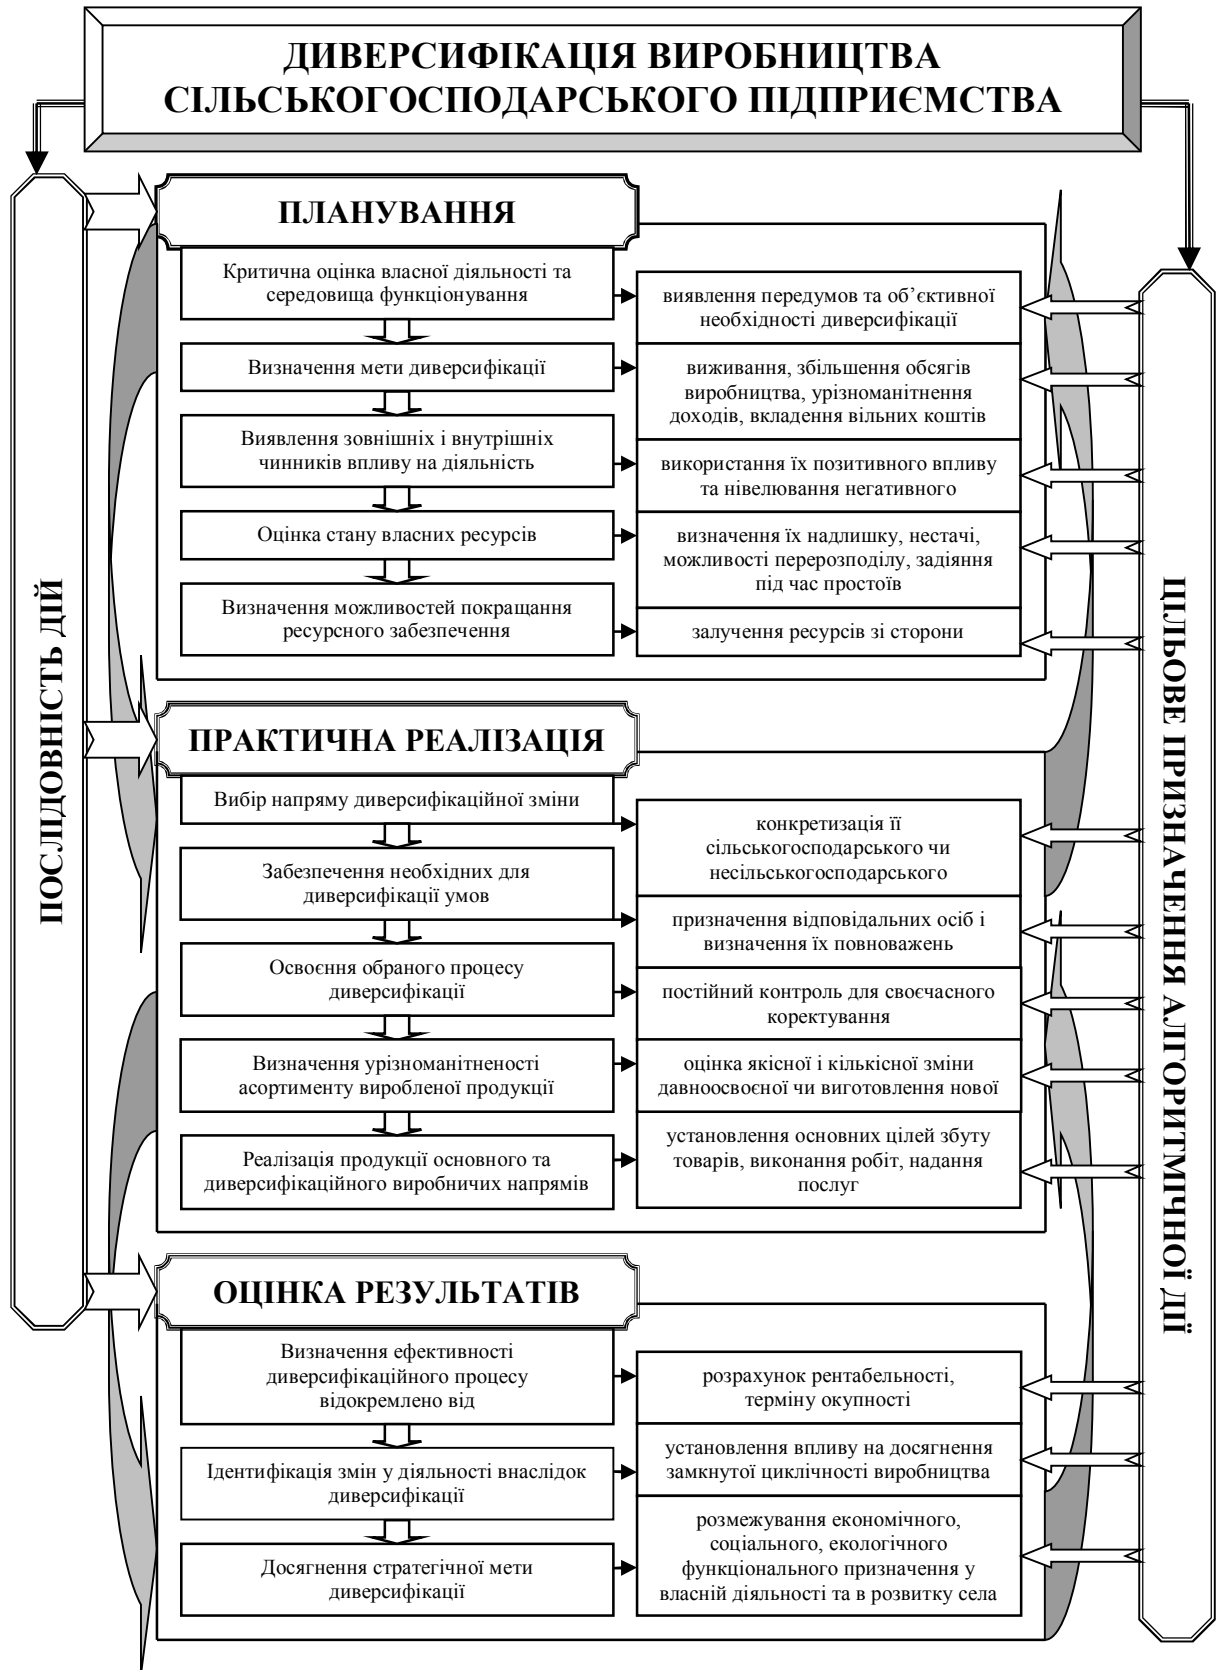 ДИВЕРСИФІКАЦІЯ ВИРОБНИЦТВА
СІЛЬСЬКОГОСПОДАРСЬКОГО ПІДПРИЄМСТВА
ПОСЛІДОВНІСТЬ ДІЙ
ПЛАНУВАННЯ
Критична оцінка власної діяльності та
середовища функціонування
виявлення передумов та об’єктивної
необхідності диверсифікації
Визначення мети диверсифікації
виживання, збільшення обсягів
виробництва, урізноманітнення
доходів, вкладення вільних коштів
Виявлення зовнішніх і внутрішніх
чинників впливу на діяльність
використання їх позитивного впливу
та нівелювання негативного
Оцінка стану власних ресурсів
визначення їх надлишку, нестачі,
можливості перерозподілу, задіяння
під час простоїв
Визначення можливостей покращання
ресурсного забезпечення
залучення ресурсів зі сторони
ПРАКТИЧНА РЕАЛІЗАЦІЯ
Вибір напряму диверсифікаційної зміни
конкретизація її
сільськогосподарського чи
несільськогосподарського
Забезпечення необхідних для
диверсифікації умов
призначення відповідальних осіб і
визначення їх повноважень
Освоєння обраного процесу
диверсифікації
постійний контроль для своєчасного
коректування
Визначення урізноманітненості
асортименту виробленої продукції
оцінка якісної і кількісної зміни
давноосвоєної чи виготовлення нової
Реалізація продукції основного та
диверсифікаційного виробничих напрямів
установлення основних цілей збуту
товарів, виконання робіт, надання
послуг
ОЦІНКА РЕЗУЛЬТАТІВ
Визначення ефективності
диверсифікаційного процесу
відокремлено від
розрахунок рентабельності,
терміну окупності
Ідентифікація змін у діяльності внаслідок
диверсифікації
установлення впливу на досягнення
замкнутої циклічності виробництва
Досягнення стратегічної мети
диверсифікації
розмежування економічного,
соціального, екологічного
функціонального призначення у
власній діяльності та в розвитку села
ЦІЛЬОВЕ ПРИЗНАЧЕННЯ АЛГОРИТМІЧНОЇ ДІЇ